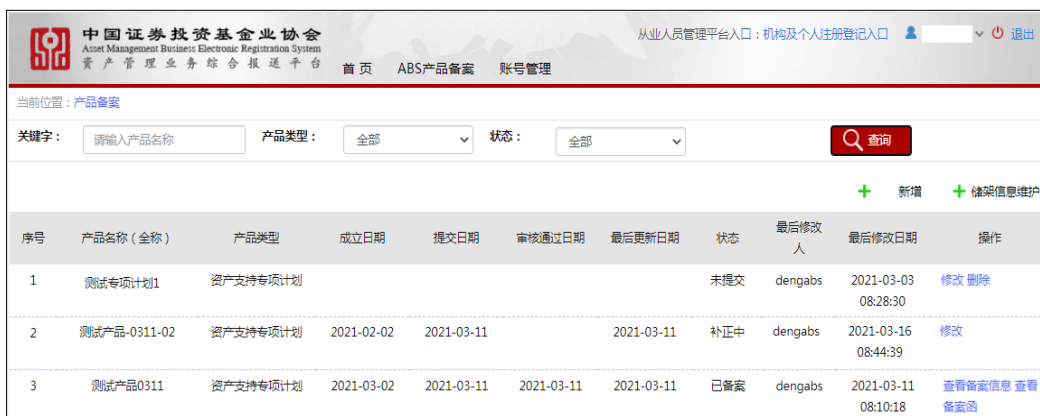 中国证券投资基金业协会
Asset Management Business Electronic Registration System
资产管理业务综合报送平台
首页 ABS产品备案 账号管理
从业人员管理平台入口：机构及个人注册登记入口 退出
当前位置：产品备案
关键字： 请输入产品名称 产品类型： 全部 状态： 全部 查询
新增 储架信息维护
序号 产品名称（全称） 产品类型 成立日期 提交日期 审核通过日期 最后更新日期 状态 最后修改人 最后修改日期 操作
1 测试专项计划1 资产支持专项计划 未提交 dengabs 2021-03-03 08:28:30 修改 删除
2 测试产品-0311-02 资产支持专项计划 2021-02-02 2021-03-11 2021-03-11 补正中 dengabs 2021-03-16 08:44:39 修改
3 测试产品0311 资产支持专项计划 2021-03-02 2021-03-11 2021-03-11 2021-03-11 已备案 dengabs 2021-03-11 08:10:18 查看备案信息 查看备案函